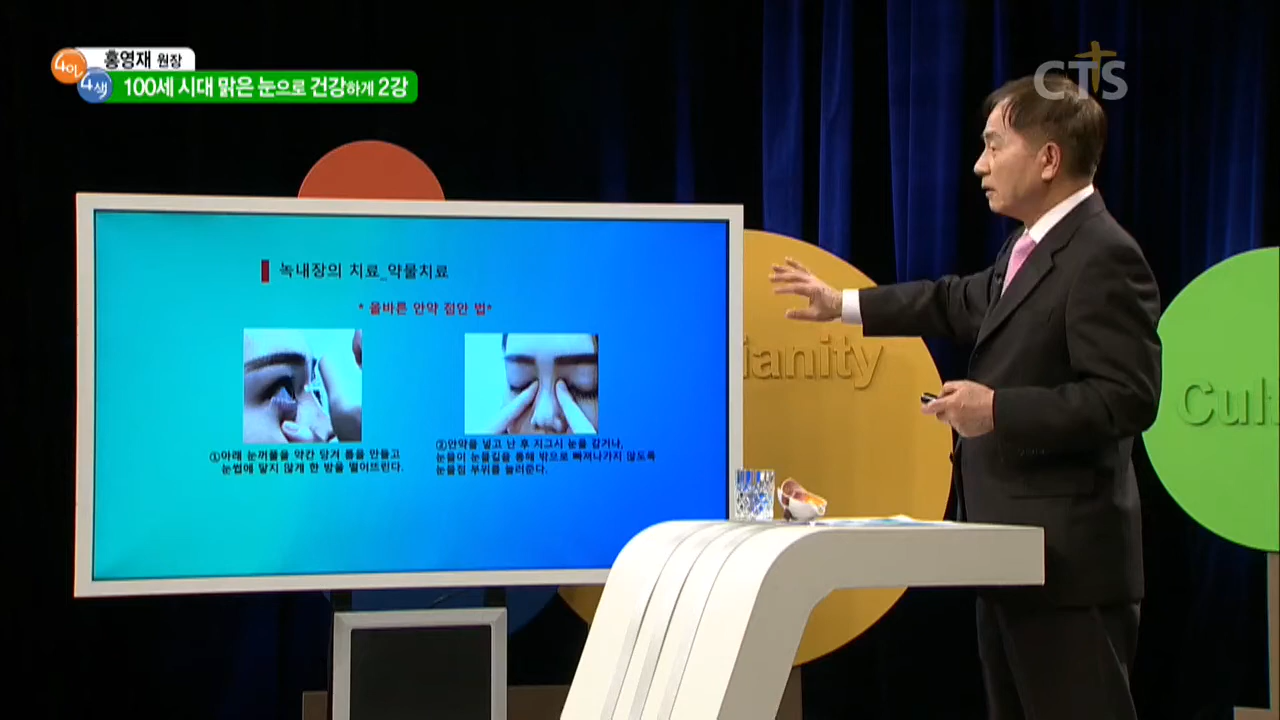 4인
4색
홍영재 원장
100세 시대 맑은 눈으로 건강하게 2강
CTS
녹내장의 치료_약물치료
* 올바른 안약 점안 법*
①아래 눈꺼풀을 약간 당겨 틈을 만들고
눈썹에 닿지 않게 한 방울 떨어뜨린다.
②안약을 넣고 난 후 지그시 눈을 감거나,
눈물이 눈물길을 통해 밖으로 빠져나가지 않도록
눈물점 부위를 눌러준다.
ianity
Cult